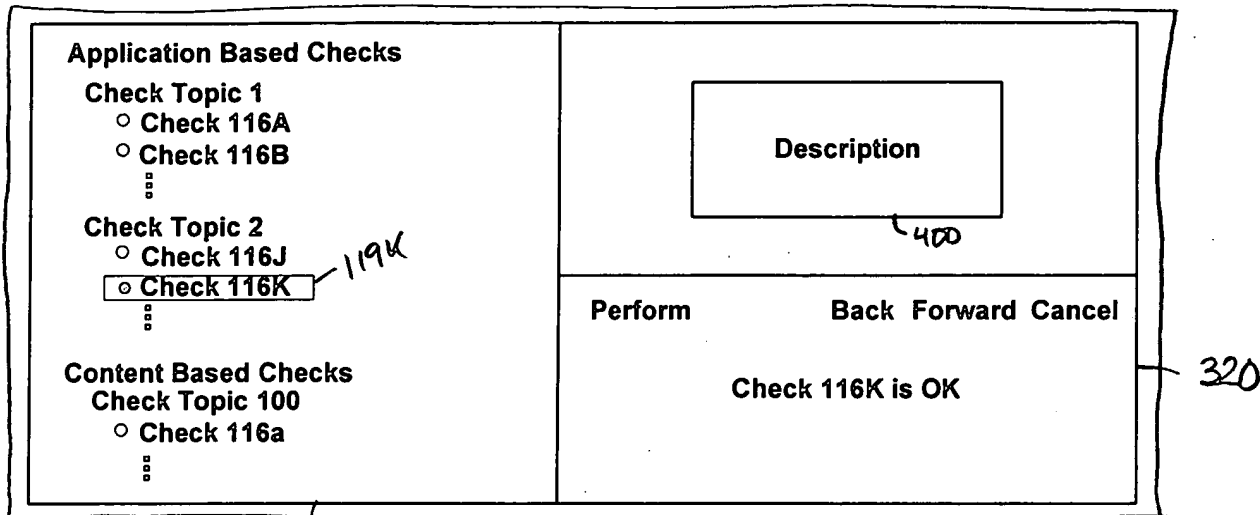 Application Based Checks
Check Topic 1
Check 116A
Check 116B
Check Topic 2
Check 116J
Check 116K
119K
Content Based Checks
Check Topic 100
Check 116a
Description
400
Perform Back Forward Cancel
Check 116K is OK
320